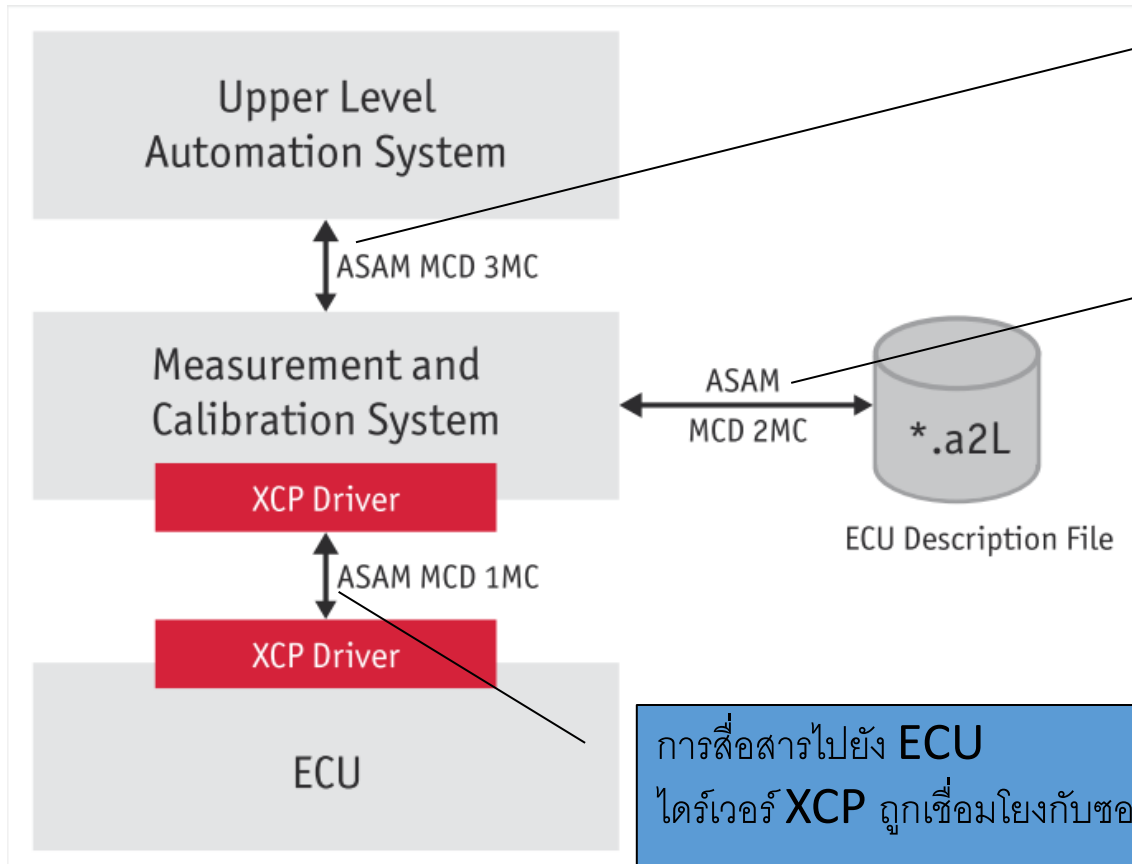 Upper Level
Automation System
ASAM MCD 3MC
Measurement and
Calibration System
ASAM
MCD 2MC
*.a2L
ECU Description File
XCP Driver
ASAM MCD 1MC
XCP Driver
ECU
การสื่อสารไปยัง ECU
ไดร์เวอร์ XCP ถูกเชื่อมโยงกับซอ